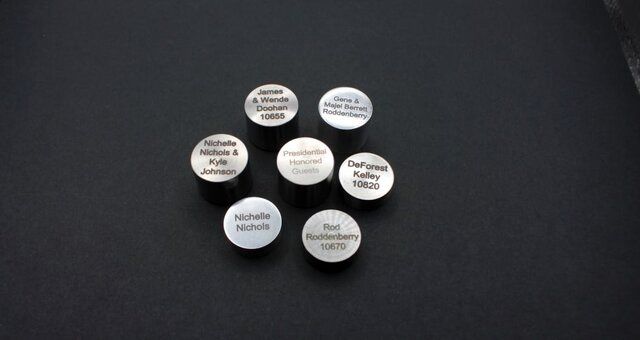 James
& Wende
Doohan
10655
Gene &
Majel Barrett
Roddenberry
Nichelle
Nichols &
Kyle
Johnson
Presidential
Honored
Guests
DeForest
Kelley
10820
Nichelle
Nichols
Rod
Roddenberry
10670